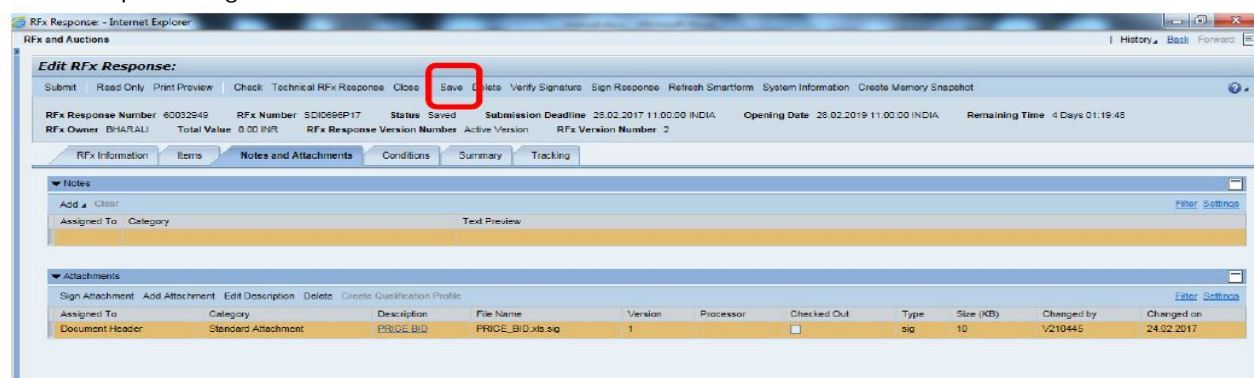 RFx Response: - Internet Explorer
RFx and Auctions | History Back Forward
Edit RFx Response:
Submit Read Only Print Preview Check Technical RFx Response Close Save Delete Verify Signature Sign Response Refresh Smartform System Information Create Memory Snapshot
RFx Response Number 60032949 RFx Number SDI0696P17 Status Saved Submission Deadline 28.02.2017 11:00:00 INDIA Opening Date 28.02.2019 11:00:00 INDIA Remaining Time 4 Days 01:19:48
RFx Owner BHARALI Total Value 0.00 INR RFx Response Version Number Active Version RFx Version Number 2
RFx Information Items Notes and Attachments Conditions Summary Tracking
Notes
Add Clear Filter Settings
Assigned To Category Text Preview
Attachments
Sign Attachment Add Attachment Edit Description Delete Create Qualification Profile Filter Settings
Assigned To Category Description File Name Version Processor Checked Out Type Size (KB) Changed by Changed on
Document Header Standard Attachment PRICE BID PRICE_BID.xls.sig 1 sig 10 V210445 24.02.2017